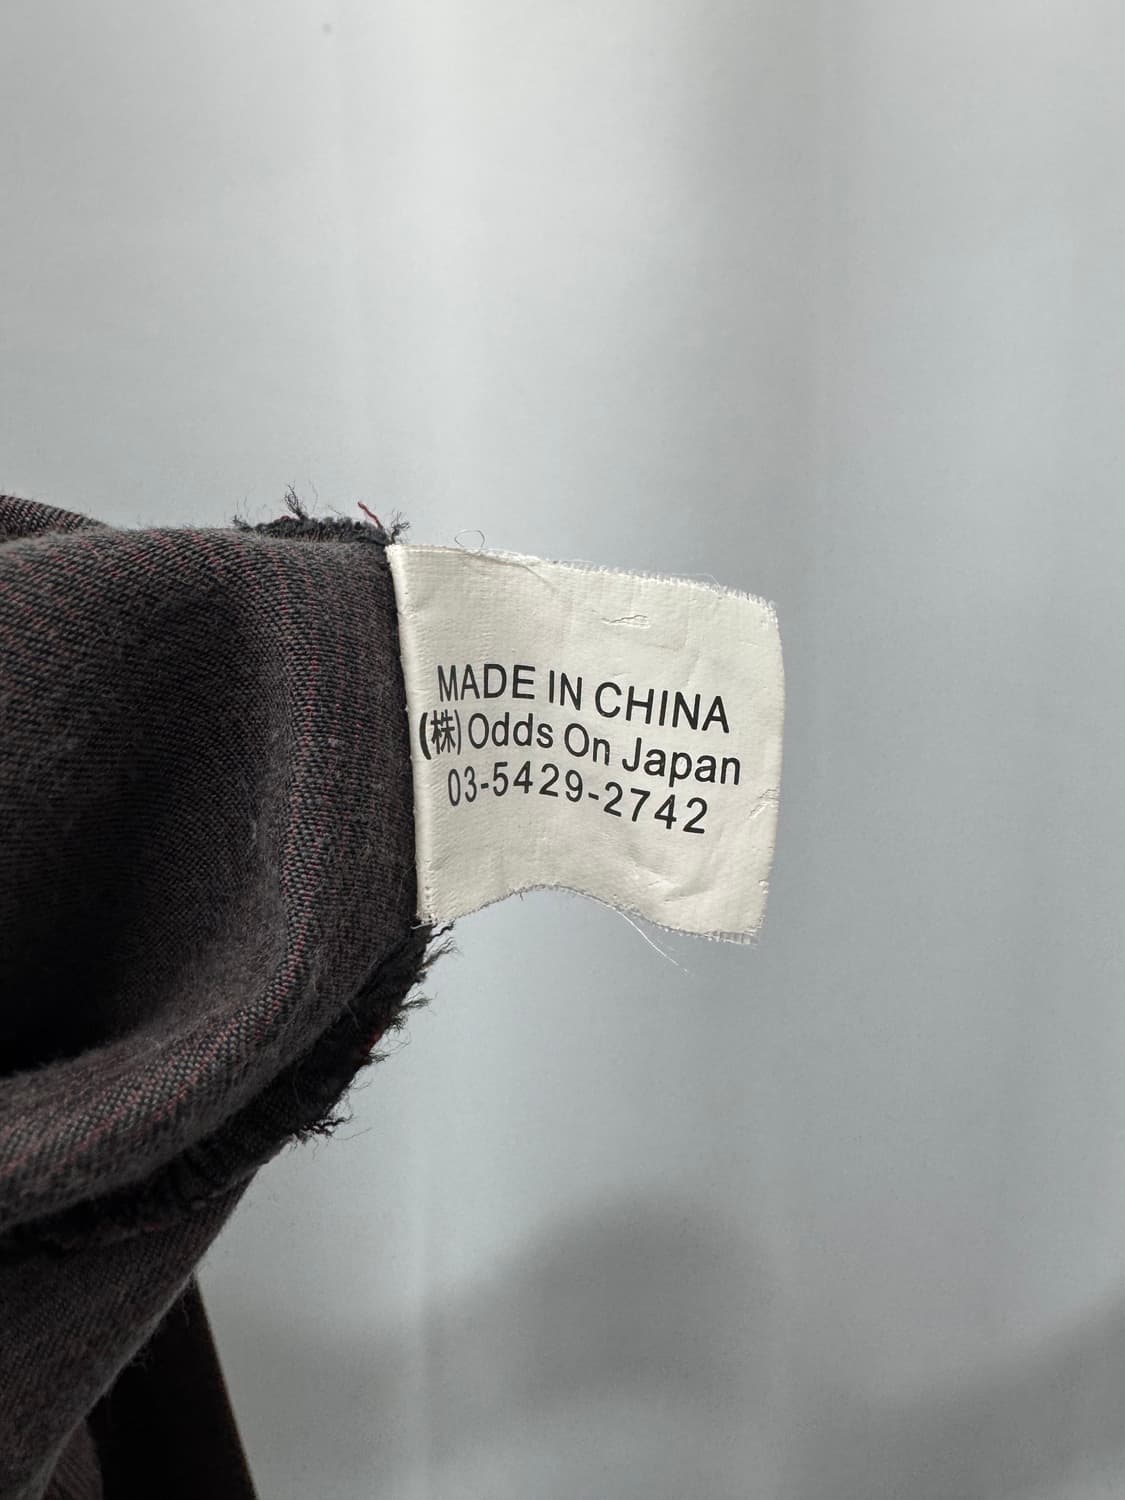 MADE IN CHINA
(株)Odds On Japan
03-5429-2742